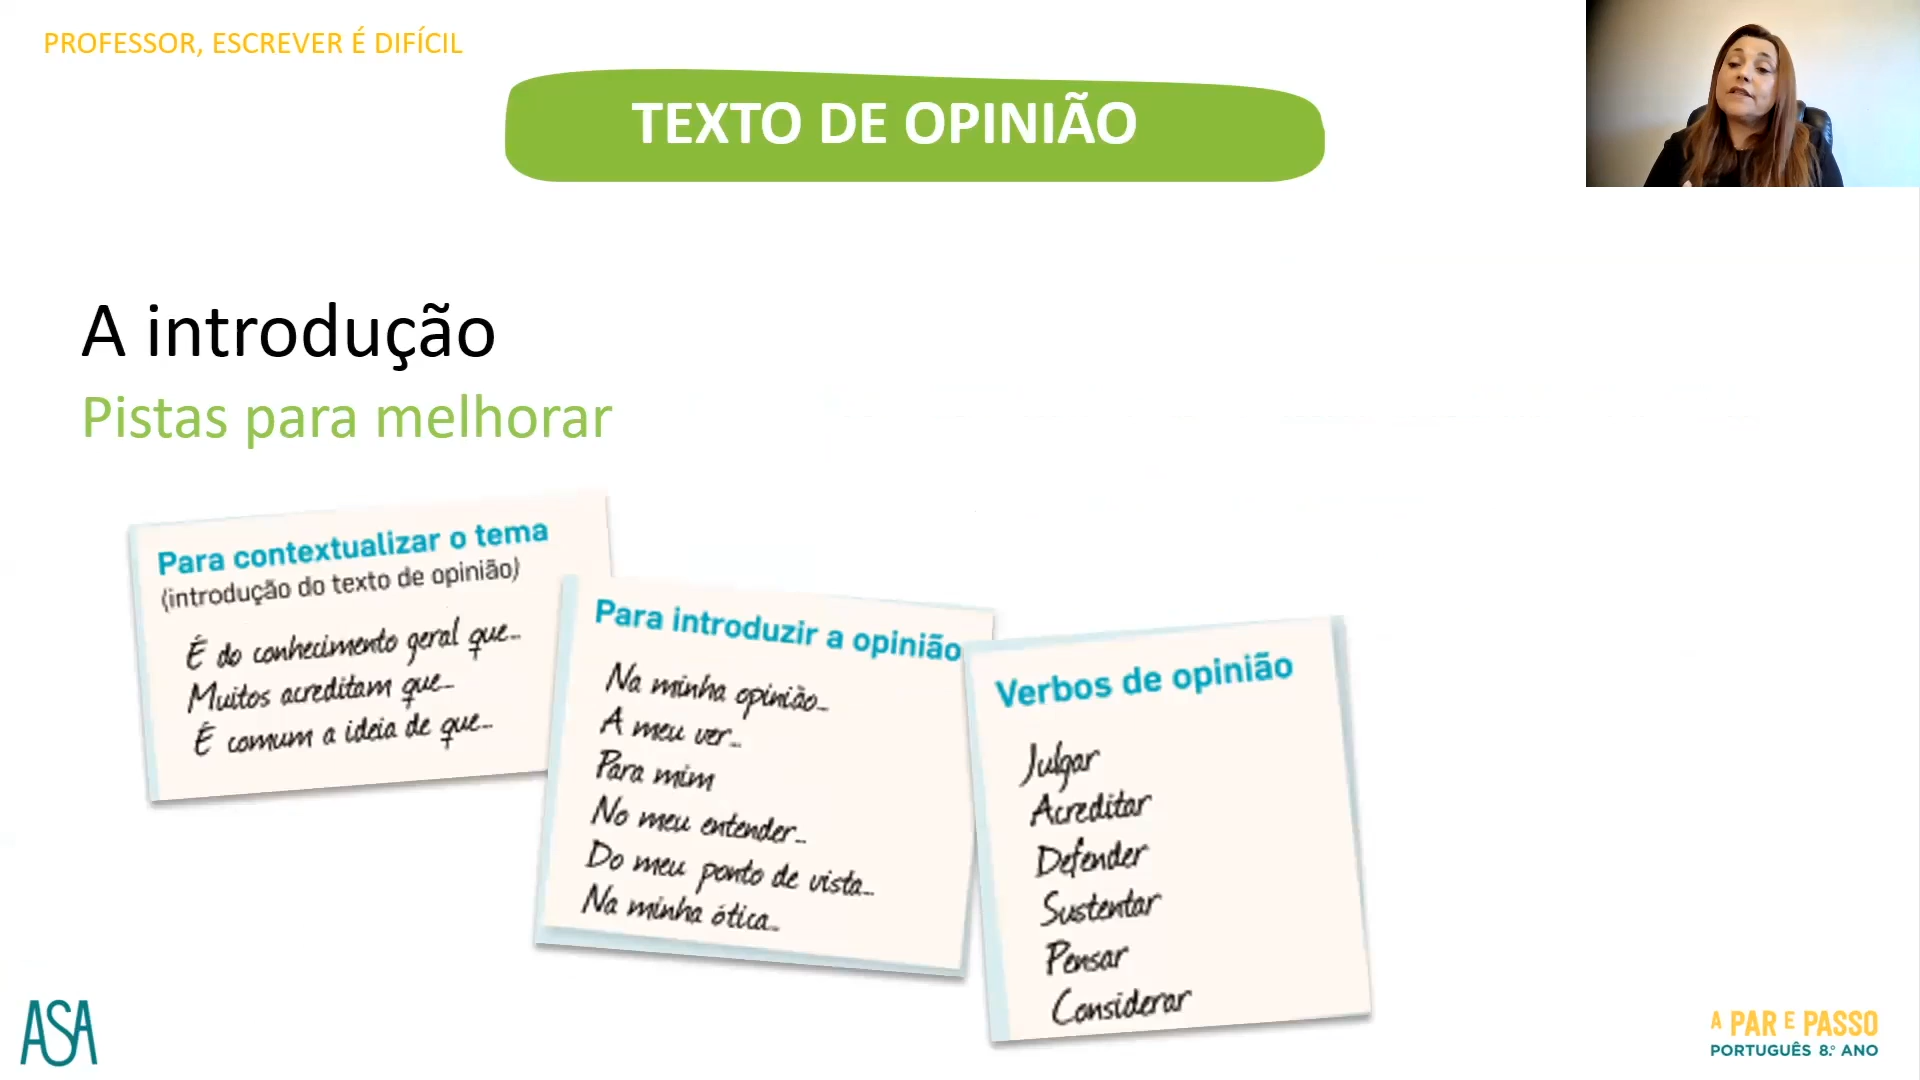 PROFESSOR, ESCREVER É DIFÍCIL
TEXTO DE OPINIÃO
A introdução
Pistas para melhorar
Para contextualizar o tema
(introdução do texto de opinião)
É do conhecimento geral que...
Muitos acreditam que...
É comum a ideia de que...
Para introduzir a opinião
Na minha opinião...
A meu ver...
Para mim
No meu entender...
Do meu ponto de vista...
Na minha ótica...
Verbos de opinião
Julgar
Acreditar
Defender
Sustentar
Pensar
Considerar
ASA
A PAR E PASSO
PORTUGUÊS 8.º ANO